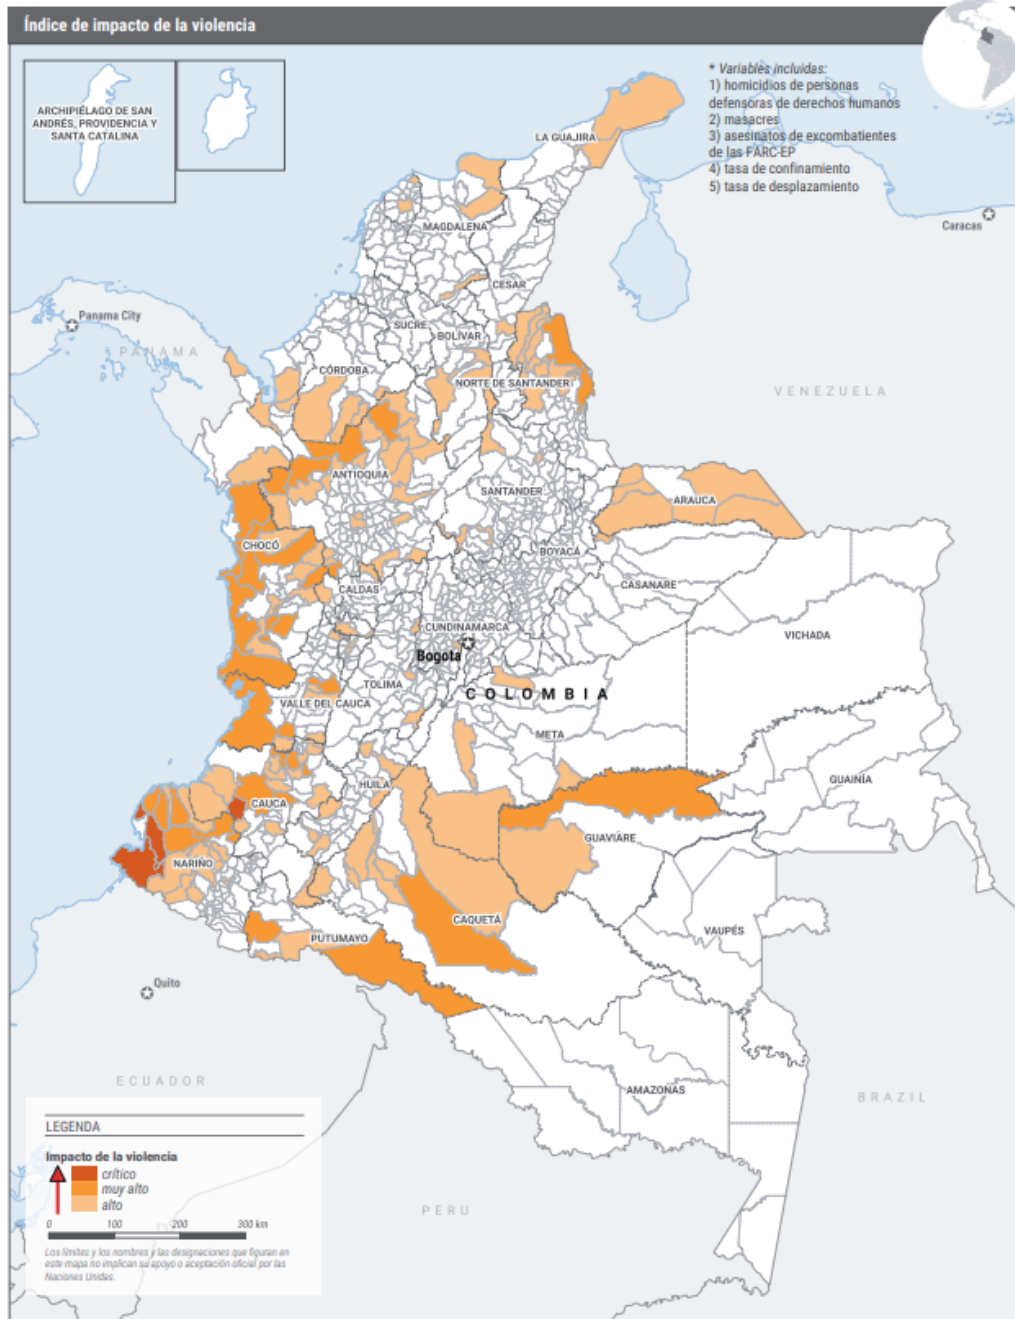 Índice de impacto de la violencia
ARCHIPIÉLAGO DE SAN
ANDRÉS, PROVIDENCIA Y
SANTA CATALINA
* Variables incluidas:
1) homicidios de personas
defensoras de derechos humanos
2) masacres
3) asesinatos de excombatientes
de las FARC-EP
4) tasa de confinamiento
5) tasa de desplazamiento
LA GUAJIRA
Caracas
MAGDALENA
CESAR
Panama City
SUCRE
BOLÍVAR
PANAMA
CÓRDOBA
NORTE DE SANTANDER
VENEZUELA
ANTIOQUIA
SANTANDER
ARAUCA
CHOCÓ
BOYACÁ
CASANARE
CALDAS
CUNDINAMARCA
VICHADA
Bogota
TOLIMA
COLOMBIA
VALLE DEL CAUCA
META
GUAINÍA
HUILA
CAUCA
GUAVIARE
NARIÑO
CAQUETÁ
VAUPÉS
PUTUMAYO
Quito
ECUADOR
AMAZONAS
BRAZIL
PERU
LEGENDA
Impacto de la violencia
crítico
muy alto
alto
0 100 200 300 km
Los límites y los nombres y las designaciones que figuran en
este mapa no implican su apoyo o aceptación oficial por las
Naciones Unidas.